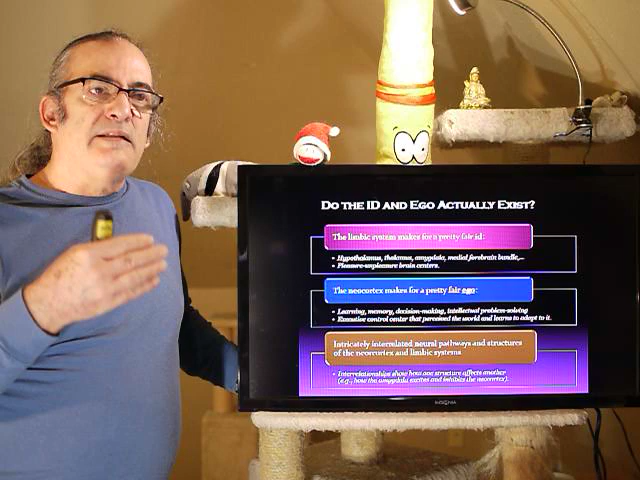 DO THE ID AND EGO ACTUALLY EXIST?
The limbic system makes for a pretty fair id:
• Hypothalamus, thalamus, amygdala, medial forebrain bundle,..
• Pleasure-unpleasure brain centers.
The neocortex makes for a pretty fair ego:
• Learning, memory, decision-making, intellectual problem-solving
• Executive control center that perceived the world and learns to adapt to it.
Intricately interrelated neural pathways and structures
of the neocortex and limbic systems
• Interrelationships show how one structure affects another
(e.g., how the amygdala excites and inhibits the neocortex).
INSIGNIA